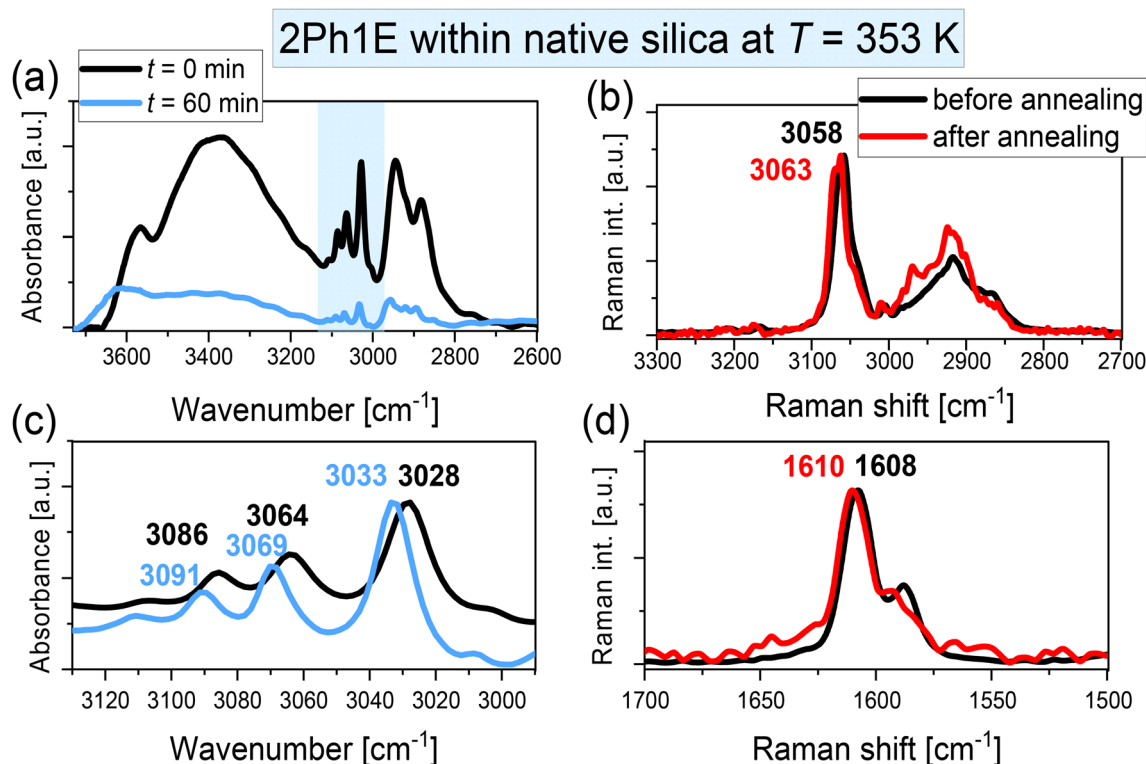 2Ph1E within native silica at T = 353 K
(a)
t = 0 min
t = 60 min
Absorbance [a.u.]
3600 3400 3200 3000 2800 2600
Wavenumber [cm-1]
(b)
before annealing
after annealing
3058
3063
Raman int. [a.u.]
3300 3200 3100 3000 2900 2800 2700
Raman shift [cm-1]
(c)
3033 3028
3086 3064
3091 3069
Absorbance [a.u.]
3120 3100 3080 3060 3040 3020 3000
Wavenumber [cm-1]
(d)
1610 1608
Raman int. [a.u.]
1700 1650 1600 1550 1500
Raman shift [cm-1]